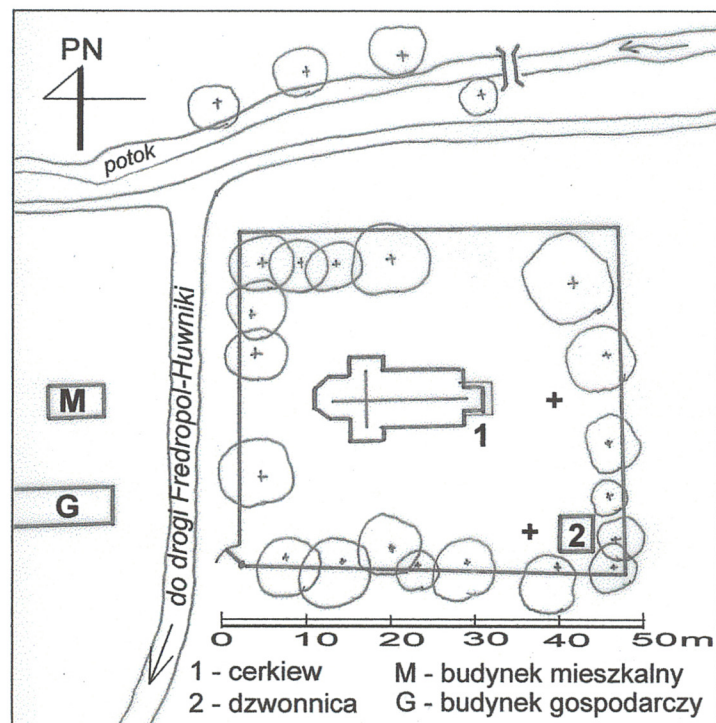 PN
potok
M
G
do drogi Fredropol-Huwniki
1
2
0 10 20 30 40 50m
1 - cerkiew
2 - dzwonnica
M - budynek mieszkalny
G - budynek gospodarczy